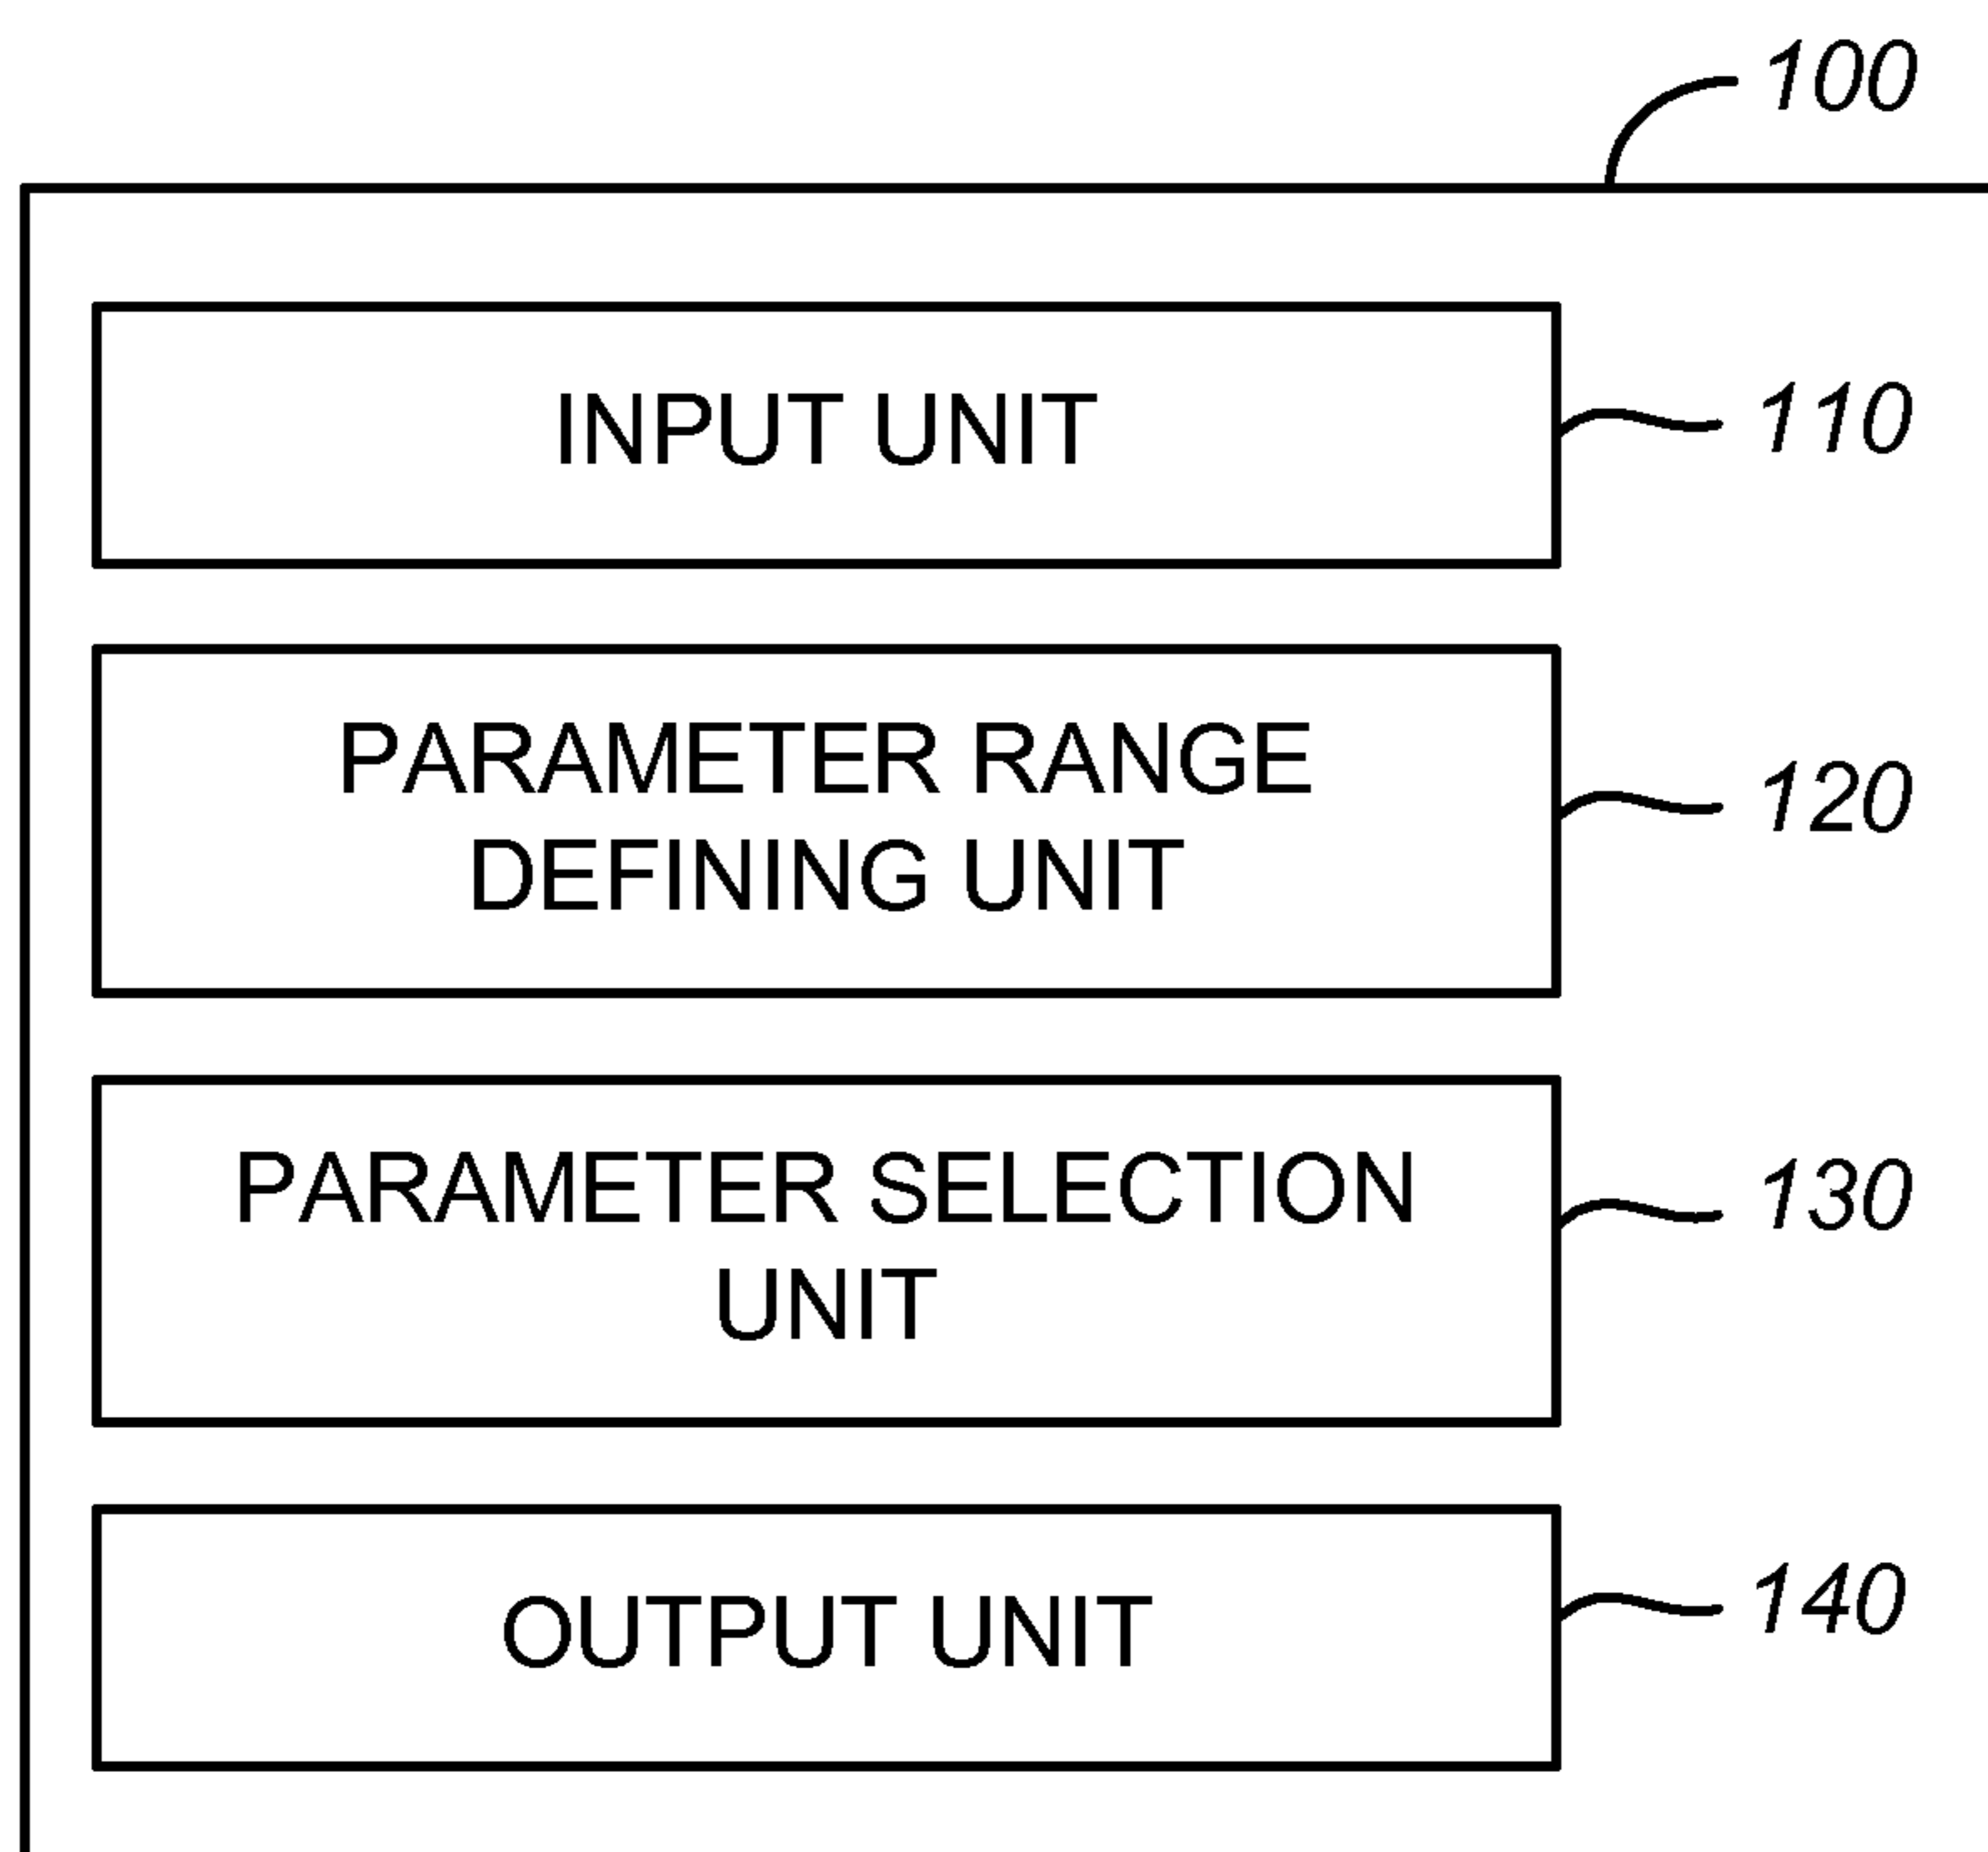 100
INPUT UNIT
110
PARAMETER RANGE
DEFINING UNIT
120
PARAMETER SELECTION
UNIT
130
OUTPUT UNIT
140